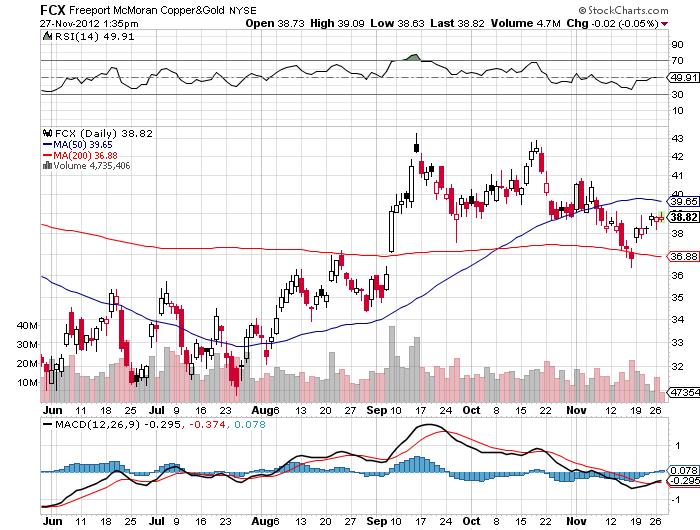 FCX Freeport McMoran Copper&Gold NYSE © StockCharts.com
27-Nov-2012 1:35pm Open 38.73 High 39.09 Low 38.63 Last 38.82 Volume 4.7M Chg -0.02 (-0.05%)
RSI(14) 49.91
90
70
49.91
30
10
FCX (Daily) 38.82
MA(50) 39.65
MA(200) 36.88
Volume 4,735,406
43
42
41
40
39.65
38.82
38
36.88
36
35
34
33
32
31
40M
30M
20M
10M
47354
Jun 11 18 25 Jul 9 16 23 Aug 6 13 20 27 Sep 10 17 24 Oct 8 15 22 Nov 12 19 26
MACD(12,26,9) -0.295, -0.374, 0.078
1
0.078
-0.295
-1
Jun 11 18 25 Jul 9 16 23 Aug 6 13 20 27 Sep 10 17 24 Oct 8 15 22 Nov 12 19 26